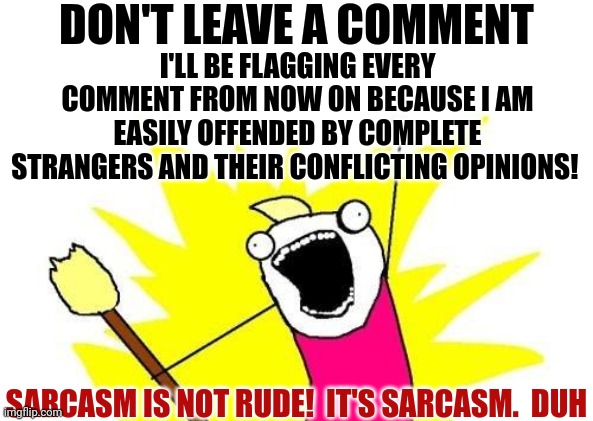 DON'T LEAVE A COMMENT
I'LL BE FLAGGING EVERY
COMMENT FROM NOW ON BECAUSE I AM
EASILY OFFENDED BY COMPLETE
STRANGERS AND THEIR CONFLICTING OPINIONS!
SARCASM IS NOT RUDE!  IT'S SARCASM.  DUH
imgflip.com